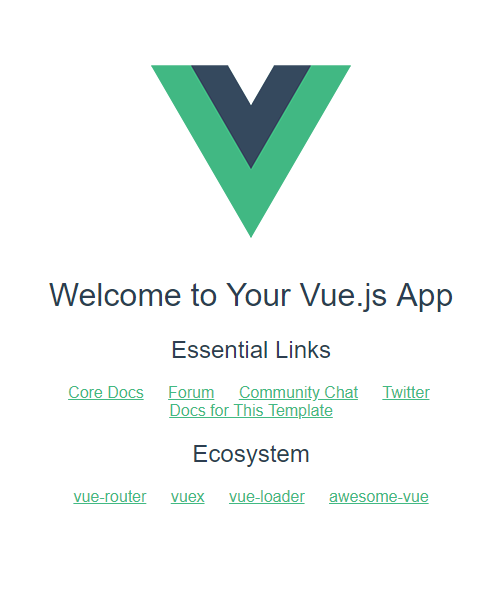 Welcome to Your Vue.js App
Essential Links
Core Docs Forum Community Chat Twitter
Docs for This Template
Ecosystem
vue-router vuex vue-loader awesome-vue